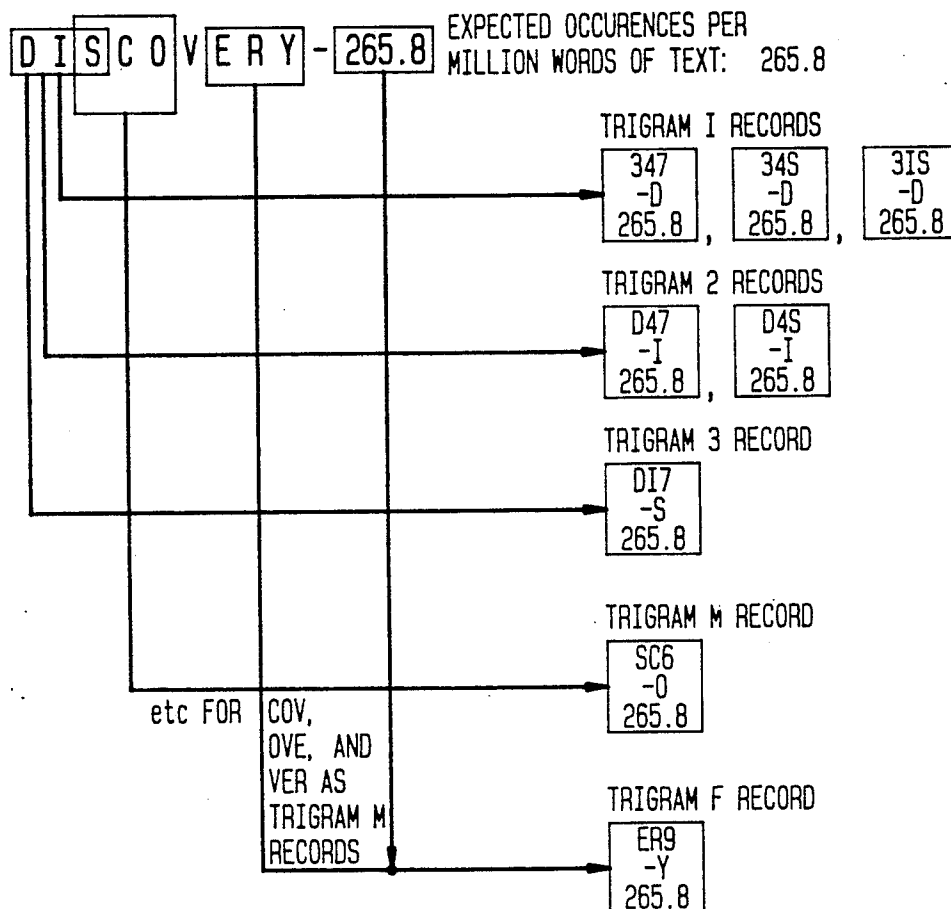 DISCOVERY-265.8
EXPECTED OCCURENCES PER
MILLION WORDS OF TEXT: 265.8
TRIGRAM I RECORDS
347 34S 3IS
-D -D -D
265.8 , 265.8 , 265.8
TRIGRAM 2 RECORDS
D47 D4S
-I -I
265.8 , 265.8
TRIGRAM 3 RECORD
DI7
-S
265.8
TRIGRAM M RECORD
SC6
-O
265.8
etc FOR COV,
OVE, AND
VER AS
TRIGRAM M
RECORDS
TRIGRAM F RECORD
ER9
-Y
265.8